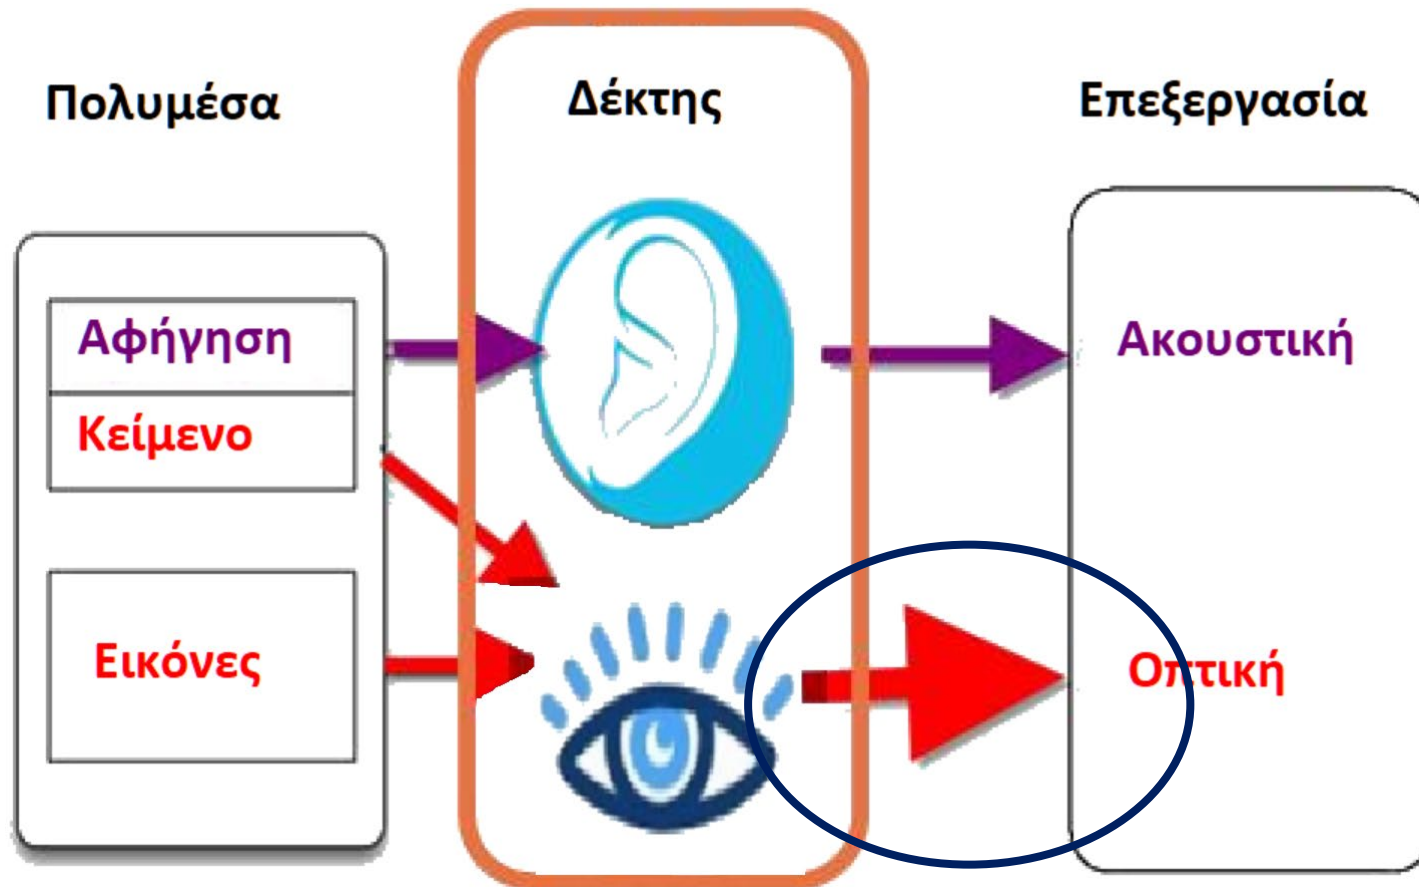 Πολυμέσα
Δέκτης
Επεξεργασία
Αφήγηση
Κείμενο
Εικόνες
Ακουστική
Οπτική